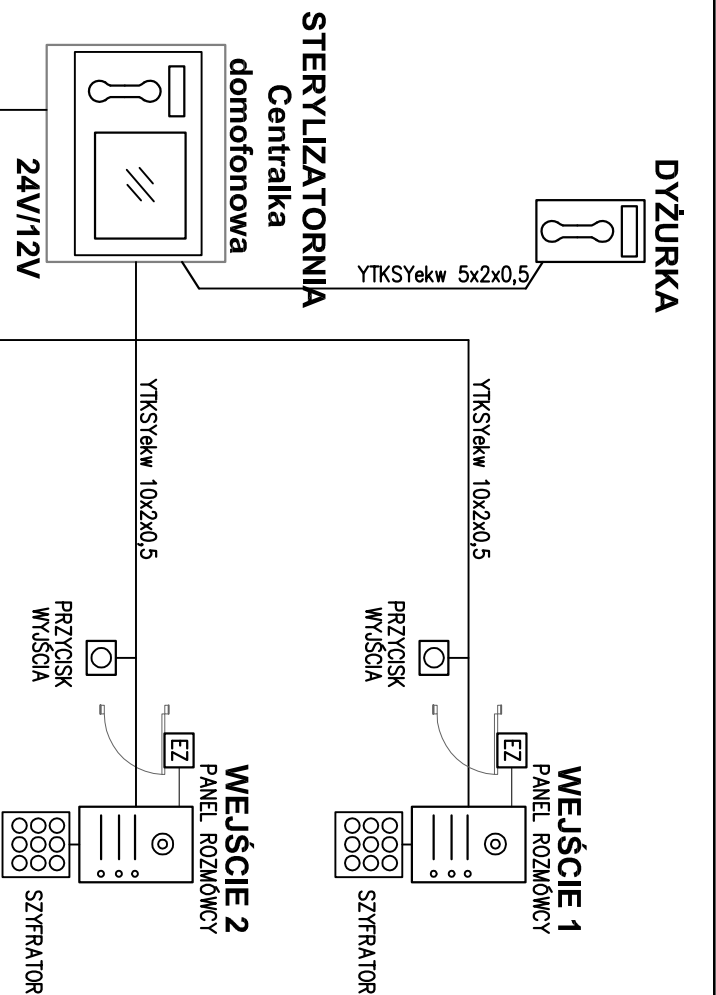 DYŻURKA
STERYLIZATORNIA
Centralka
domofonowa
24V/12V
YTKSYekw 5x2x0,5
YTKSYekw 10x2x0,5
PRZYCISK
WYJŚCIA
EZ
WEJŚCIE 1
PANEL ROZMÓWCY
SZYFRATOR
YTKSYekw 10x2x0,5
PRZYCISK
WYJŚCIA
EZ
WEJŚCIE 2
PANEL ROZMÓWCY
SZYFRATOR